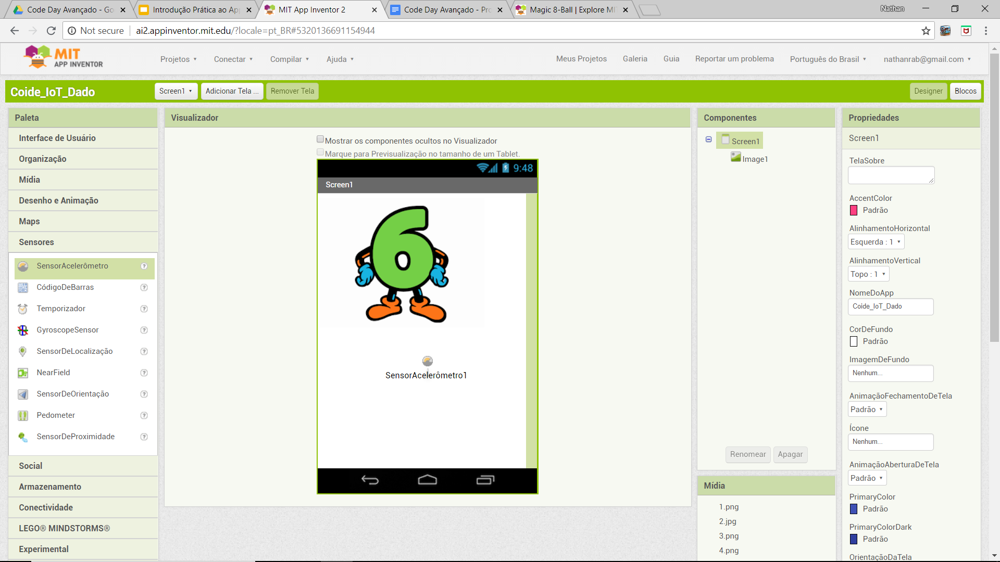 Code Day Avançado - Go
Introdução Prática ao Ap
MIT App Inventor 2
Code Day Avançado - Pro
Magic 8-Ball | Explore MI
Nathan
Not secure
ai2.appinventor.mit.edu/?locale=pt_BR#5320136691154944
MIT
APP INVENTOR
Projetos
Conectar
Compilar
Ajuda
Meus Projetos
Galeria
Guia
Reportar um problema
Português do Brasil
nathanrab@gmail.com
Coide_IoT_Dado
Screen1
Adicionar Tela ...
Remover Tela
Designer
Blocos
Paleta
Interface de Usuário
Organização
Mídia
Desenho e Animação
Maps
Sensores
SensorAcelerômetro
CódigoDeBarras
Temporizador
GyroscopeSensor
SensorDeLocalização
NearField
SensorDeOrientação
Pedometer
SensorDeProximidade
Social
Armazenamento
Conectividade
LEGO® MINDSTORMS®
Experimental
Visualizador
Mostrar os componentes ocultos no Visualizador
Marque para Previsualização no tamanho de um Tablet.
9:48
Screen1
6
SensorAcelerômetro1
Componentes
Screen1
Image1
Renomear
Apagar
Mídia
1.png
2.jpg
3.png
4.png
Propriedades
Screen1
TelaSobre
AccentColor
Padrão
AlinhamentoHorizontal
Esquerda : 1
AlinhamentoVertical
Topo : 1
NomeDoApp
Coide_IoT_Dado
CorDeFundo
Padrão
ImagemDeFundo
Nenhum...
AnimaçãoFechamentoDeTela
Padrão
Ícone
Nenhum...
AnimaçãoAberturaDeTela
Padrão
PrimaryColor
Padrão
PrimaryColorDark
Padrão
OrientaçãoDaTela